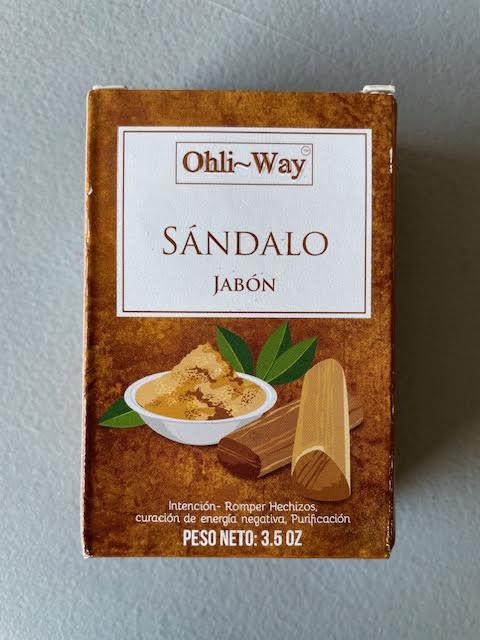 Ohli~Way
SÁNDALO
JABÓN
Intención- Romper Hechizos,
curación de energía negativa, Purificación
PESO NETO: 3.5 OZ